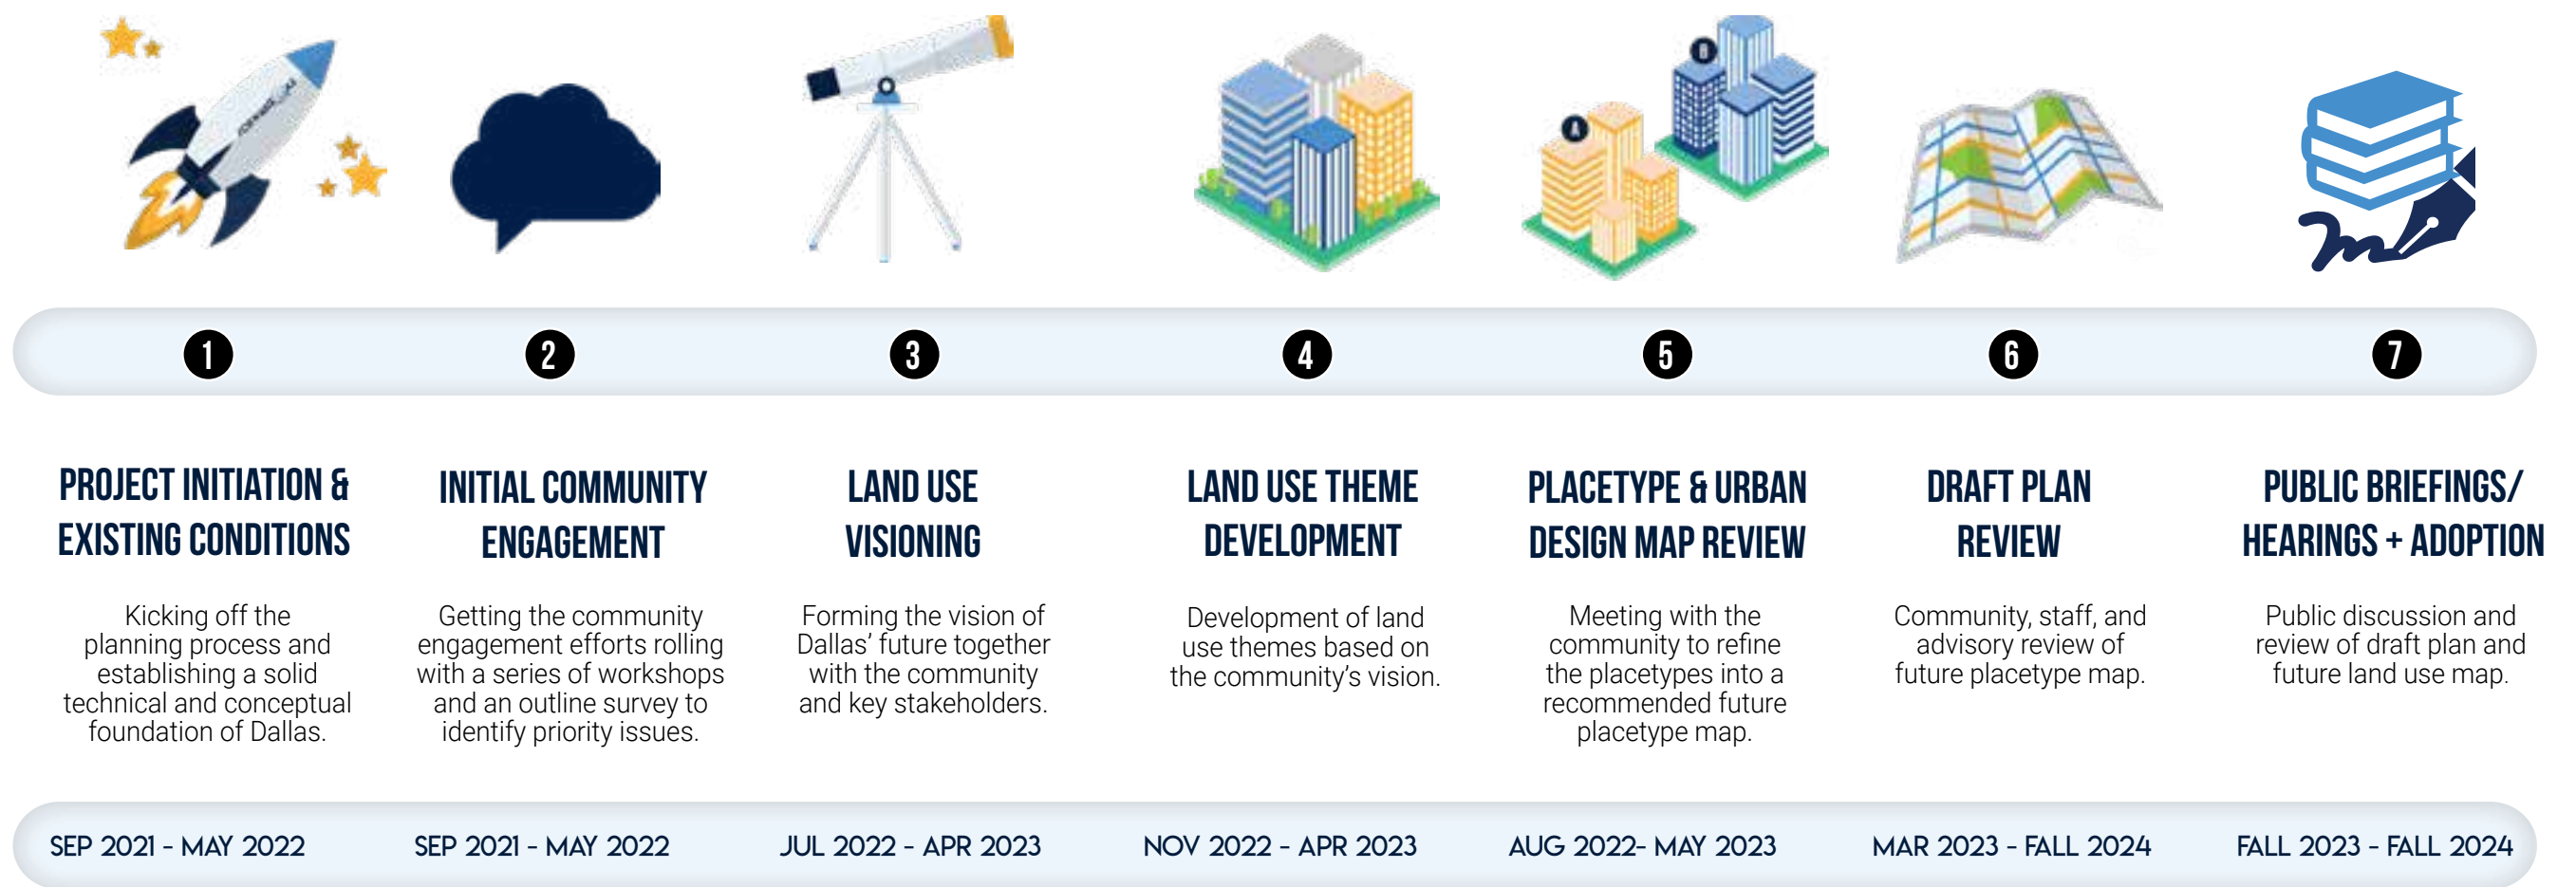 B
A
1
2
3
4
5
6
7
PROJECT INITIATION &
EXISTING CONDITIONS
Kicking off the
planning process and
establishing a solid
technical and conceptual
foundation of Dallas.
SEP 2021 - MAY 2022
INITIAL COMMUNITY
ENGAGEMENT
Getting the community
engagement efforts rolling
with a series of workshops
and an outline survey to
identify priority issues.
SEP 2021 - MAY 2022
LAND USE
VISIONING
Forming the vision of
Dallas’ future together
with the community
and key stakeholders.
JUL 2022 - APR 2023
LAND USE THEME
DEVELOPMENT
Development of land
use themes based on
the community’s vision.
NOV 2022 - APR 2023
PLACETYPE & URBAN
DESIGN MAP REVIEW
Meeting with the
community to refine
the placetypes into a
recommended future
placetype map.
AUG 2022- MAY 2023
DRAFT PLAN
REVIEW
Community, staff, and
advisory review of
future placetype map.
MAR 2023 - FALL 2024
PUBLIC BRIEFINGS/
HEARINGS + ADOPTION
Public discussion and
review of draft plan and
future land use map.
FALL 2023 - FALL 2024